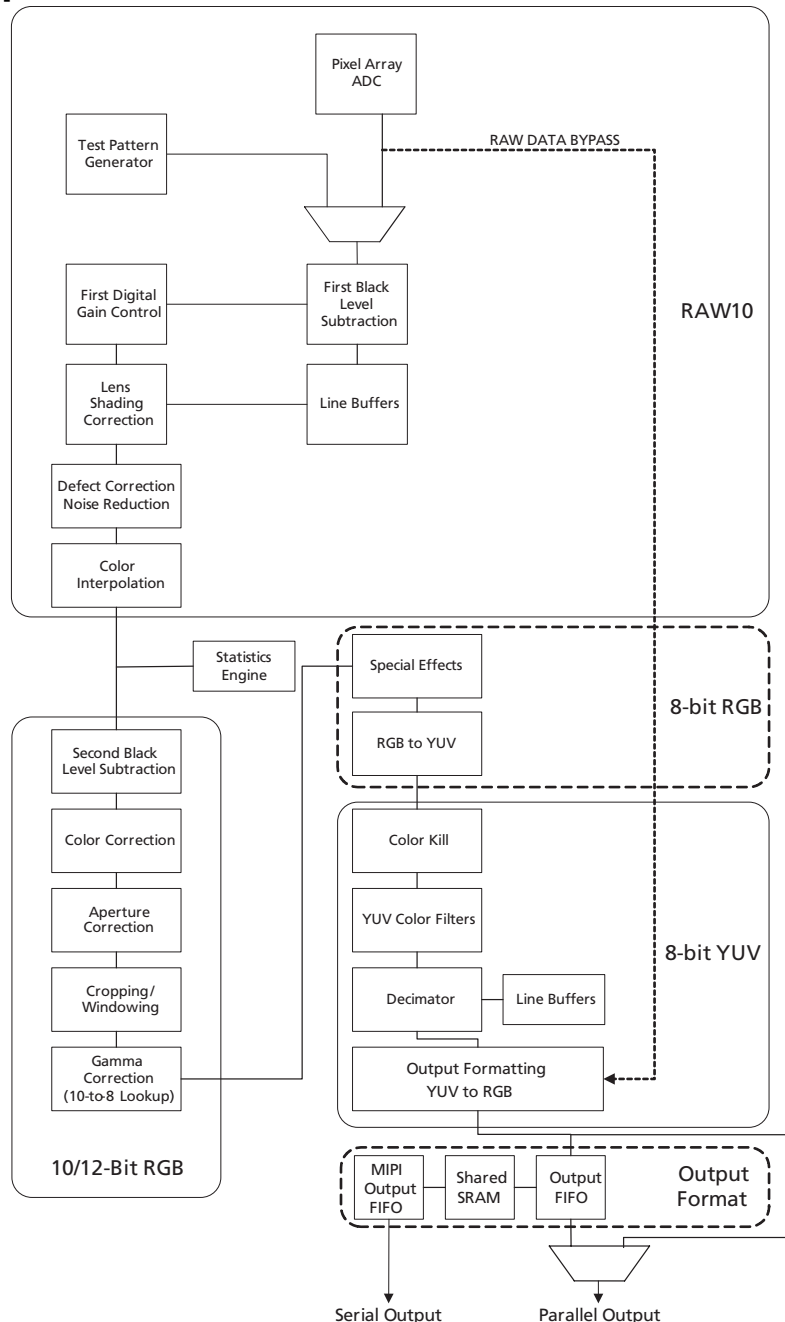 Pixel Array
ADC
RAW DATA BYPASS
Test Pattern
Generator
First Digital
Gain Control
First Black
Level
Subtraction
RAW10
Lens
Shading
Correction
Line Buffers
Defect Correction
Noise Reduction
Color
Interpolation
Statistics
Engine
Special Effects
8-bit RGB
RGB to YUV
Second Black
Level Subtraction
Color Correction
Aperture
Correction
Cropping/
Windowing
Gamma
Correction
(10-to-8 Lookup)
10/12-Bit RGB
Color Kill
YUV Color Filters
8-bit YUV
Decimator
Line Buffers
Output Formatting
YUV to RGB
MIPI
Output
FIFO
Shared
SRAM
Output
FIFO
Output
Format
Serial Output
Parallel Output